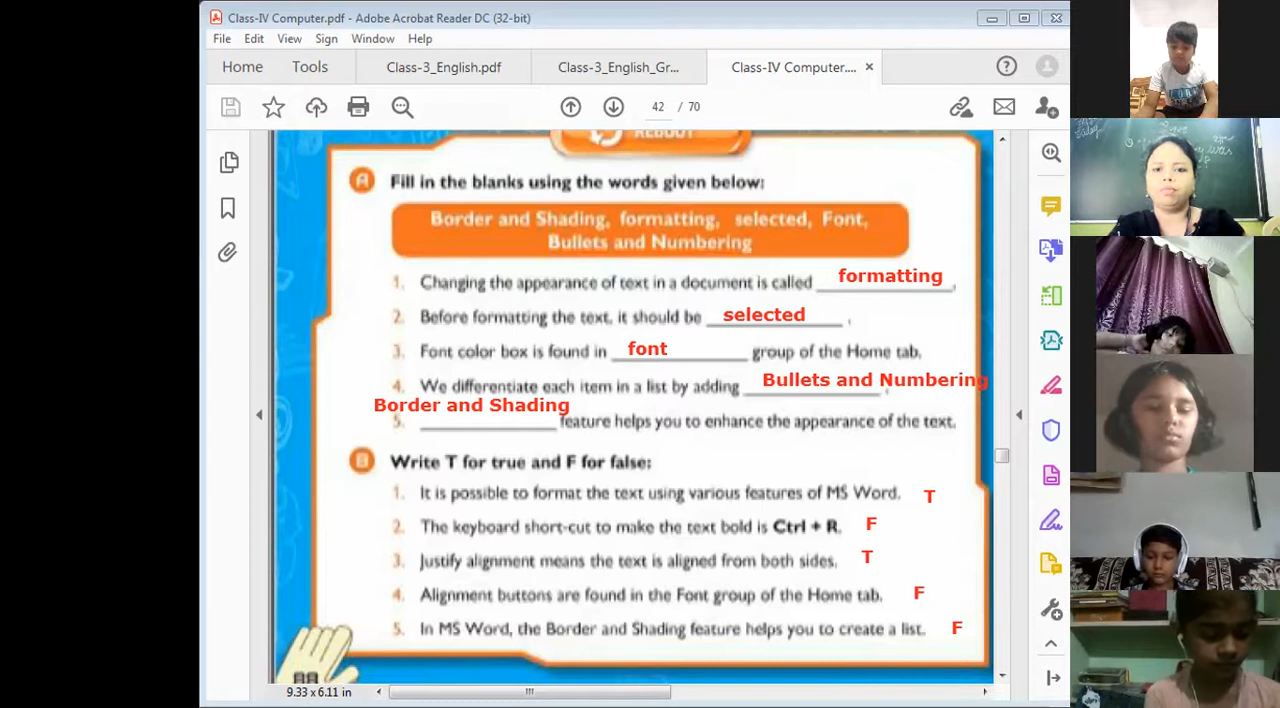 Class-IV Computer.pdf - Adobe Acrobat Reader DC (32-bit)
File Edit View Sign Window Help
Home Tools Class-3_English.pdf Class-3_English_Gr... Class-IV Computer....
42 / 70
REBOOT
A Fill in the blanks using the words given below:
Border and Shading, formatting, selected, Font,
Bullets and Numbering
1. Changing the appearance of text in a document is called formatting.
2. Before formatting the text, it should be selected.
3. Font color box is found in font group of the Home tab.
4. We differentiate each item in a list by adding Bullets and Numbering.
5. Border and Shading feature helps you to enhance the appearance of the text.
B Write T for true and F for false:
1. It is possible to format the text using various features of MS Word. T
2. The keyboard short-cut to make the text bold is Ctrl + R. F
3. Justify alignment means the text is aligned from both sides. T
4. Alignment buttons are found in the Font group of the Home tab. F
5. In MS Word, the Border and Shading feature helps you to create a list. F
88
9.33 x 6.11 in